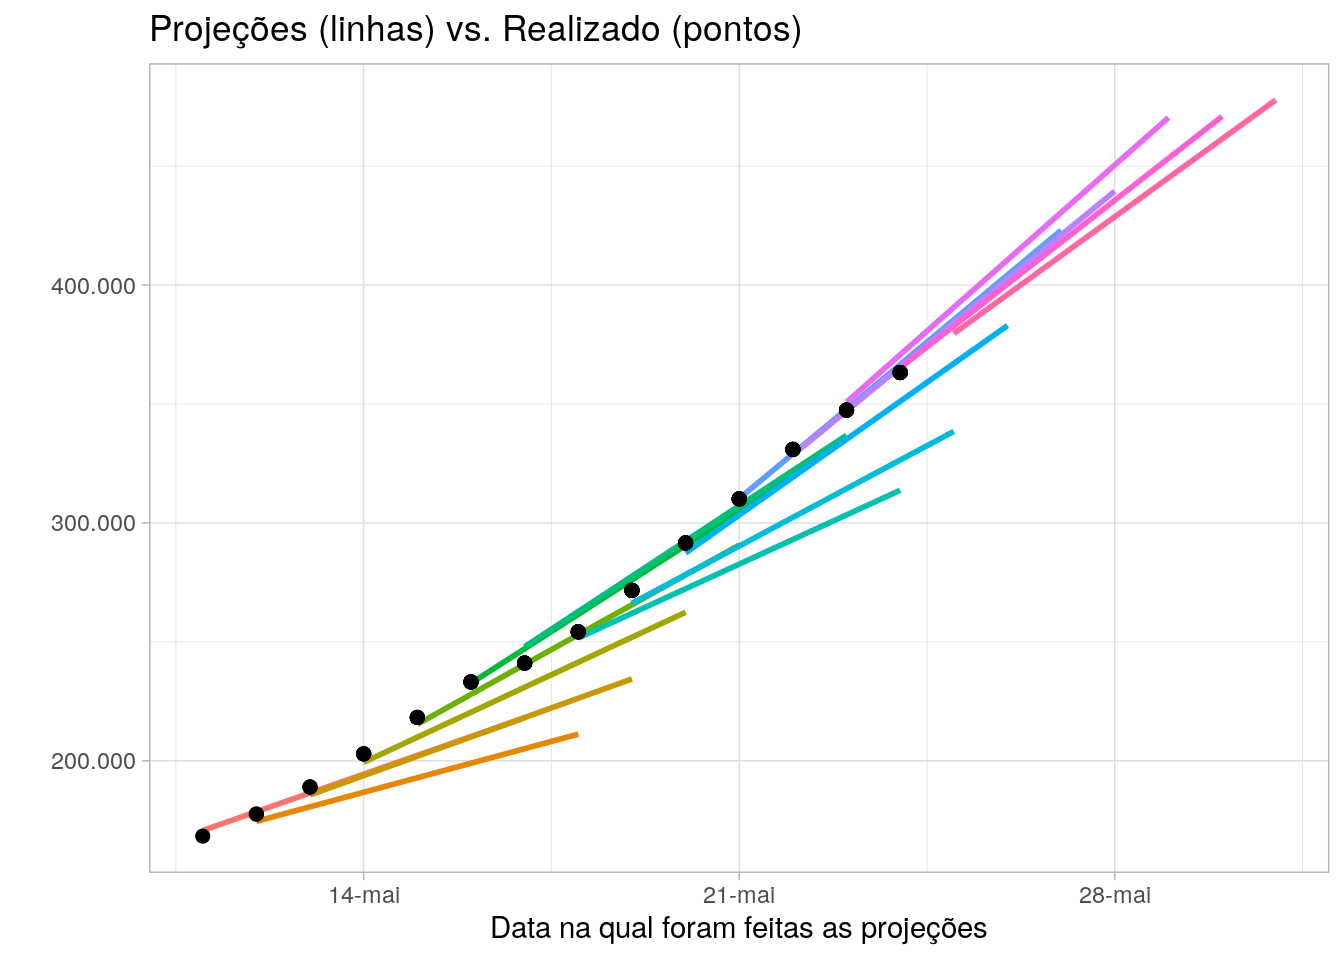 Projeções (linhas) vs. Realizado (pontos)
400.000
300.000
200.000
14-mai
21-mai
28-mai
Data na qual foram feitas as projeções